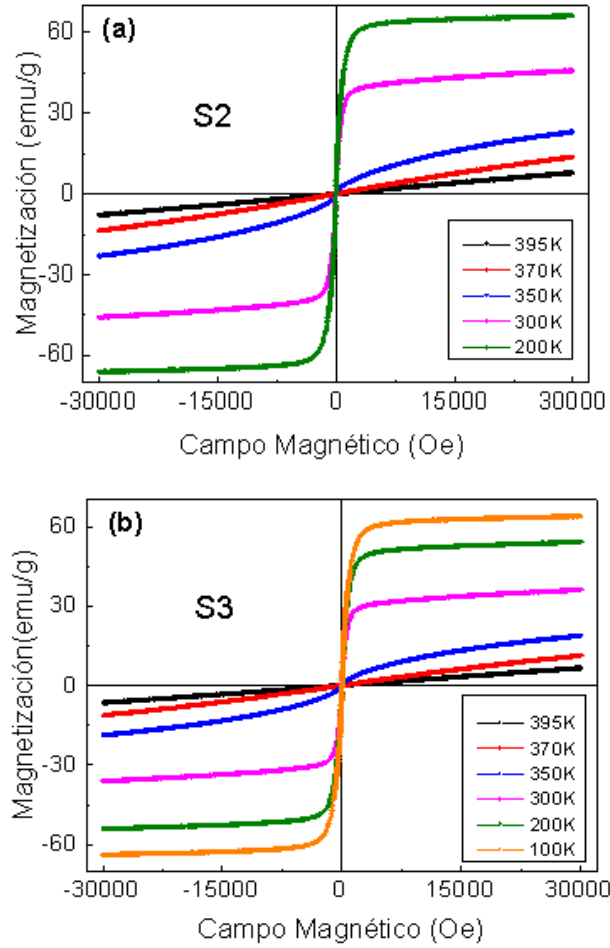 (a)
S2
Magnetización (emu/g)
60
30
0
-30
-60
395K
370K
350K
300K
200K
-30000 -15000 0 15000 30000
Campo Magnético (Oe)
(b)
S3
Magnetización(emu/g)
60
30
0
-30
-60
395K
370K
350K
300K
200K
100K
-30000 -15000 0 15000 30000
Campo Magnético (Oe)